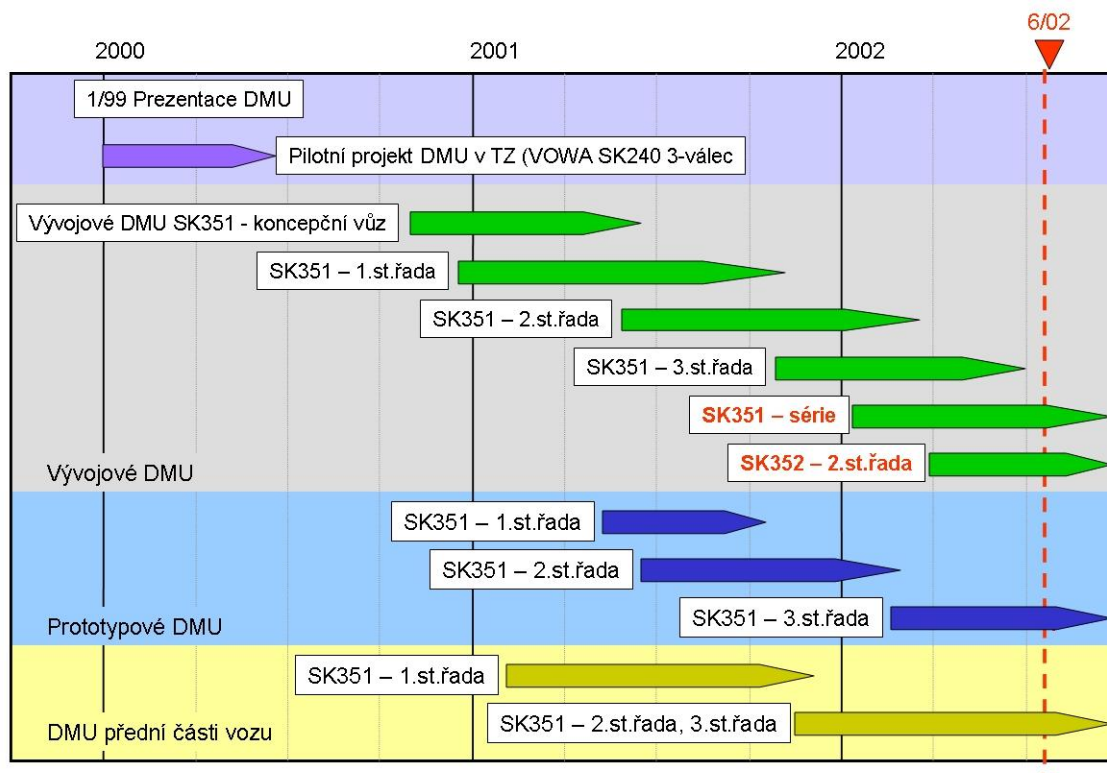 6/02
2000
2001
2002
1/99 Prezentace DMU
Pilotní projekt DMU v TZ (VOWA SK240 3-válec
Vývojové DMU SK351 - koncepční vůz
SK351 – 1.st.řada
SK351 – 2.st.řada
SK351 – 3.st.řada
SK351 – série
SK352 – 2.st.řada
Vývojové DMU
SK351 – 1.st.řada
SK351 – 2.st.řada
SK351 – 3.st.řada
Prototypové DMU
SK351 – 1.st.řada
SK351 – 2.st.řada, 3.st.řada
DMU přední části vozu